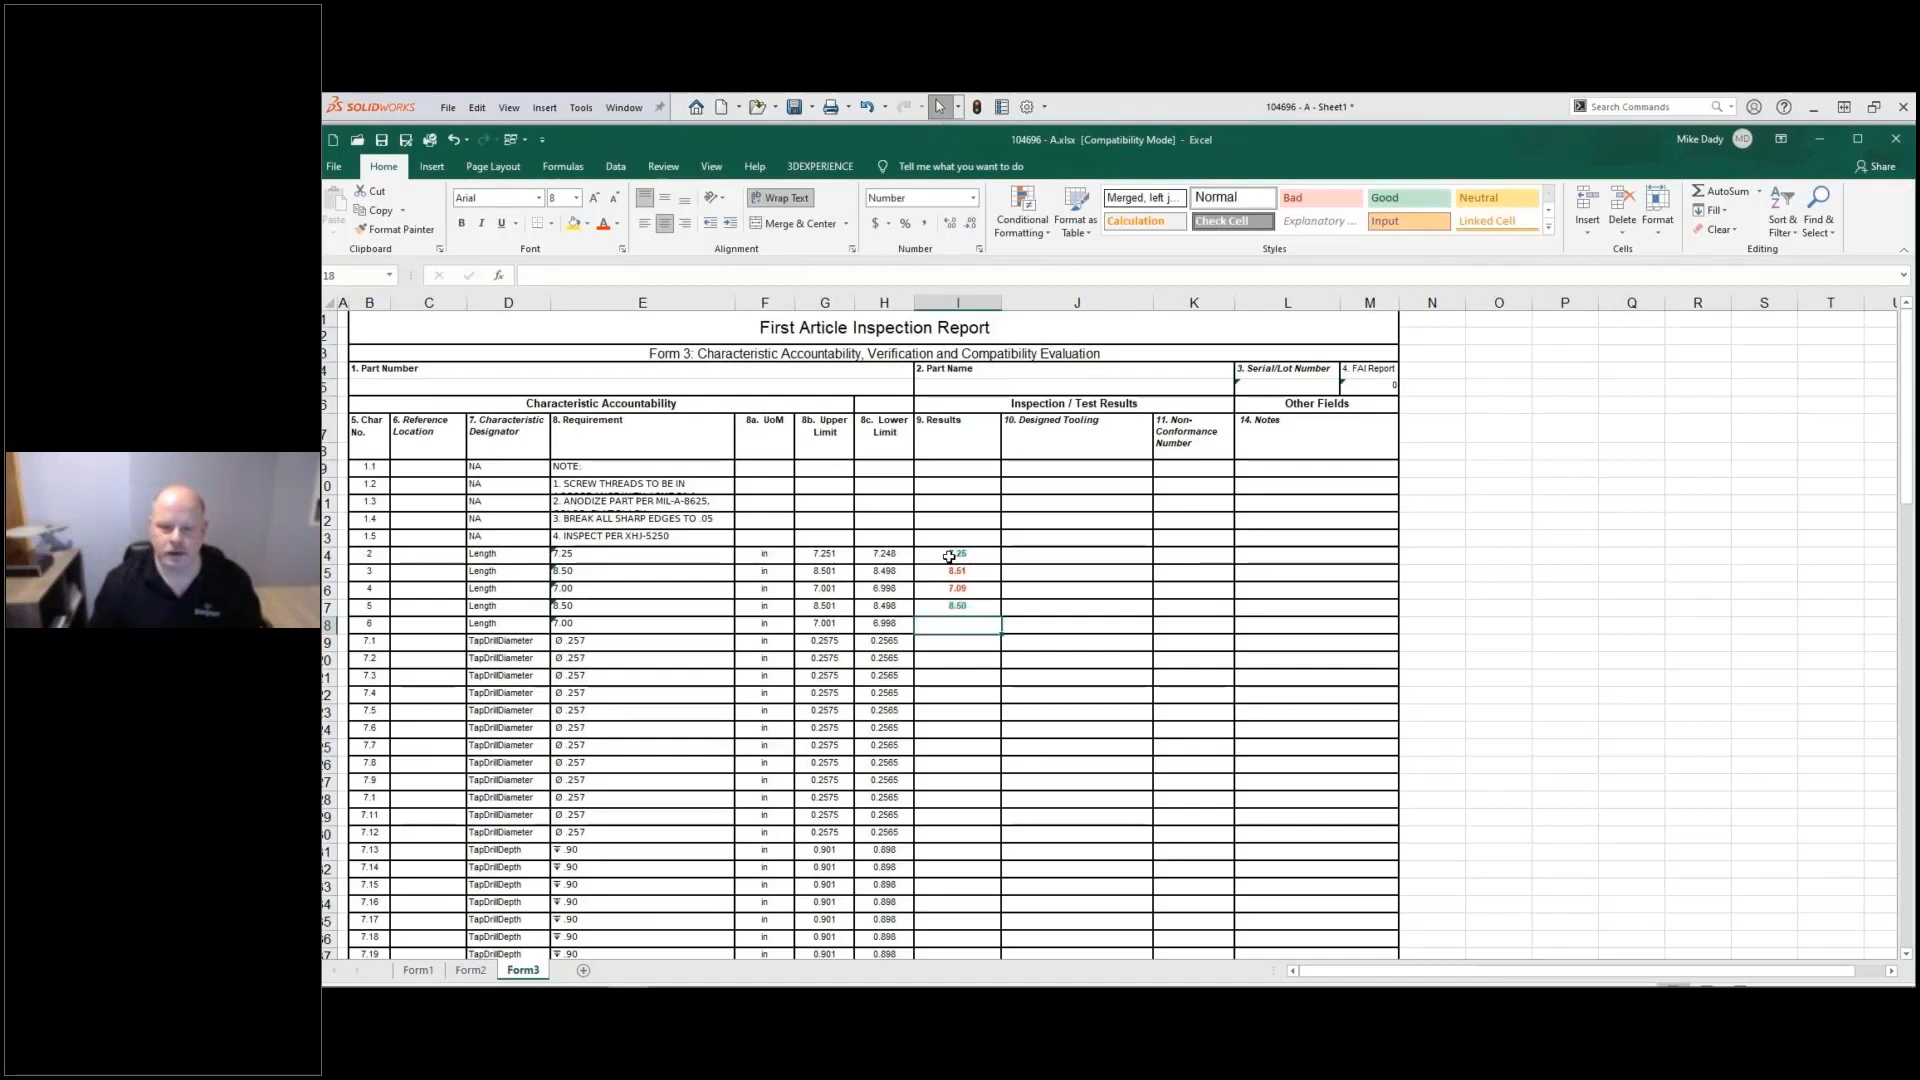 SOLIDWORKS File Edit View Insert Tools Window 104696 - A - Sheet1 * Search Commands
104696 - A.xlsx [Compatibility Mode] - Excel Mike Dady MD
File Home Insert Page Layout Formulas Data Review View Help 3DEXPERIENCE Tell me what you want to do Share
Paste Cut Copy Format Painter Clipboard
Arial 8 B I U Font
Wrap Text Merge & Center Alignment
Number $ % Number
Conditional Formatting Format as Table
Merged, left j... Normal Bad Good Neutral
Calculation Check Cell Explanatory ... Input Linked Cell
Styles
Insert Delete Format Cells
AutoSum Fill Clear Sort & Filter Find & Select Editing
18 fx
A B C D E F G H I J K L M N O P Q R S T U
First Article Inspection Report
Form 3: Characteristic Accountability, Verification and Compatibility Evaluation
1. Part Number 2. Part Name 3. Serial/Lot Number 4. FAI Report
0
Characteristic Accountability Inspection / Test Results Other Fields
5. Char No. 6. Reference Location 7. Characteristic Designator 8. Requirement 8a. UoM 8b. Upper Limit 8c. Lower Limit 9. Results 10. Designed Tooling 11. Non-Conformance Number 14. Notes
1.1 NA NOTE:
1.2 NA 1. SCREW THREADS TO BE IN
1.3 NA 2. ANODIZE PART PER MIL-A-8625,
1.4 NA 3. BREAK ALL SHARP EDGES TO .05
1.5 NA 4. INSPECT PER XHJ-5250
2 Length 7.25 in 7.251 7.248 .25
3 Length 8.50 in 8.501 8.498 8.51
4 Length 7.00 in 7.001 6.998 7.09
5 Length 8.50 in 8.501 8.498 8.50
6 Length 7.00 in 7.001 6.998
7.1 TapDrillDiameter Ø .257 in 0.2575 0.2565
7.2 TapDrillDiameter Ø .257 in 0.2575 0.2565
7.3 TapDrillDiameter Ø .257 in 0.2575 0.2565
7.4 TapDrillDiameter Ø .257 in 0.2575 0.2565
7.5 TapDrillDiameter Ø .257 in 0.2575 0.2565
7.6 TapDrillDiameter Ø .257 in 0.2575 0.2565
7.7 TapDrillDiameter Ø .257 in 0.2575 0.2565
7.8 TapDrillDiameter Ø .257 in 0.2575 0.2565
7.9 TapDrillDiameter Ø .257 in 0.2575 0.2565
7.1 TapDrillDiameter Ø .257 in 0.2575 0.2565
7.11 TapDrillDiameter Ø .257 in 0.2575 0.2565
7.12 TapDrillDiameter Ø .257 in 0.2575 0.2565
7.13 TapDrillDepth ↧ .90 in 0.901 0.898
7.14 TapDrillDepth ↧ .90 in 0.901 0.898
7.15 TapDrillDepth ↧ .90 in 0.901 0.898
7.16 TapDrillDepth ↧ .90 in 0.901 0.898
7.17 TapDrillDepth ↧ .90 in 0.901 0.898
7.18 TapDrillDepth ↧ .90 in 0.901 0.898
7.19 TapDrillDepth ↧ .90 in 0.901 0.898
Form1 Form2 Form3